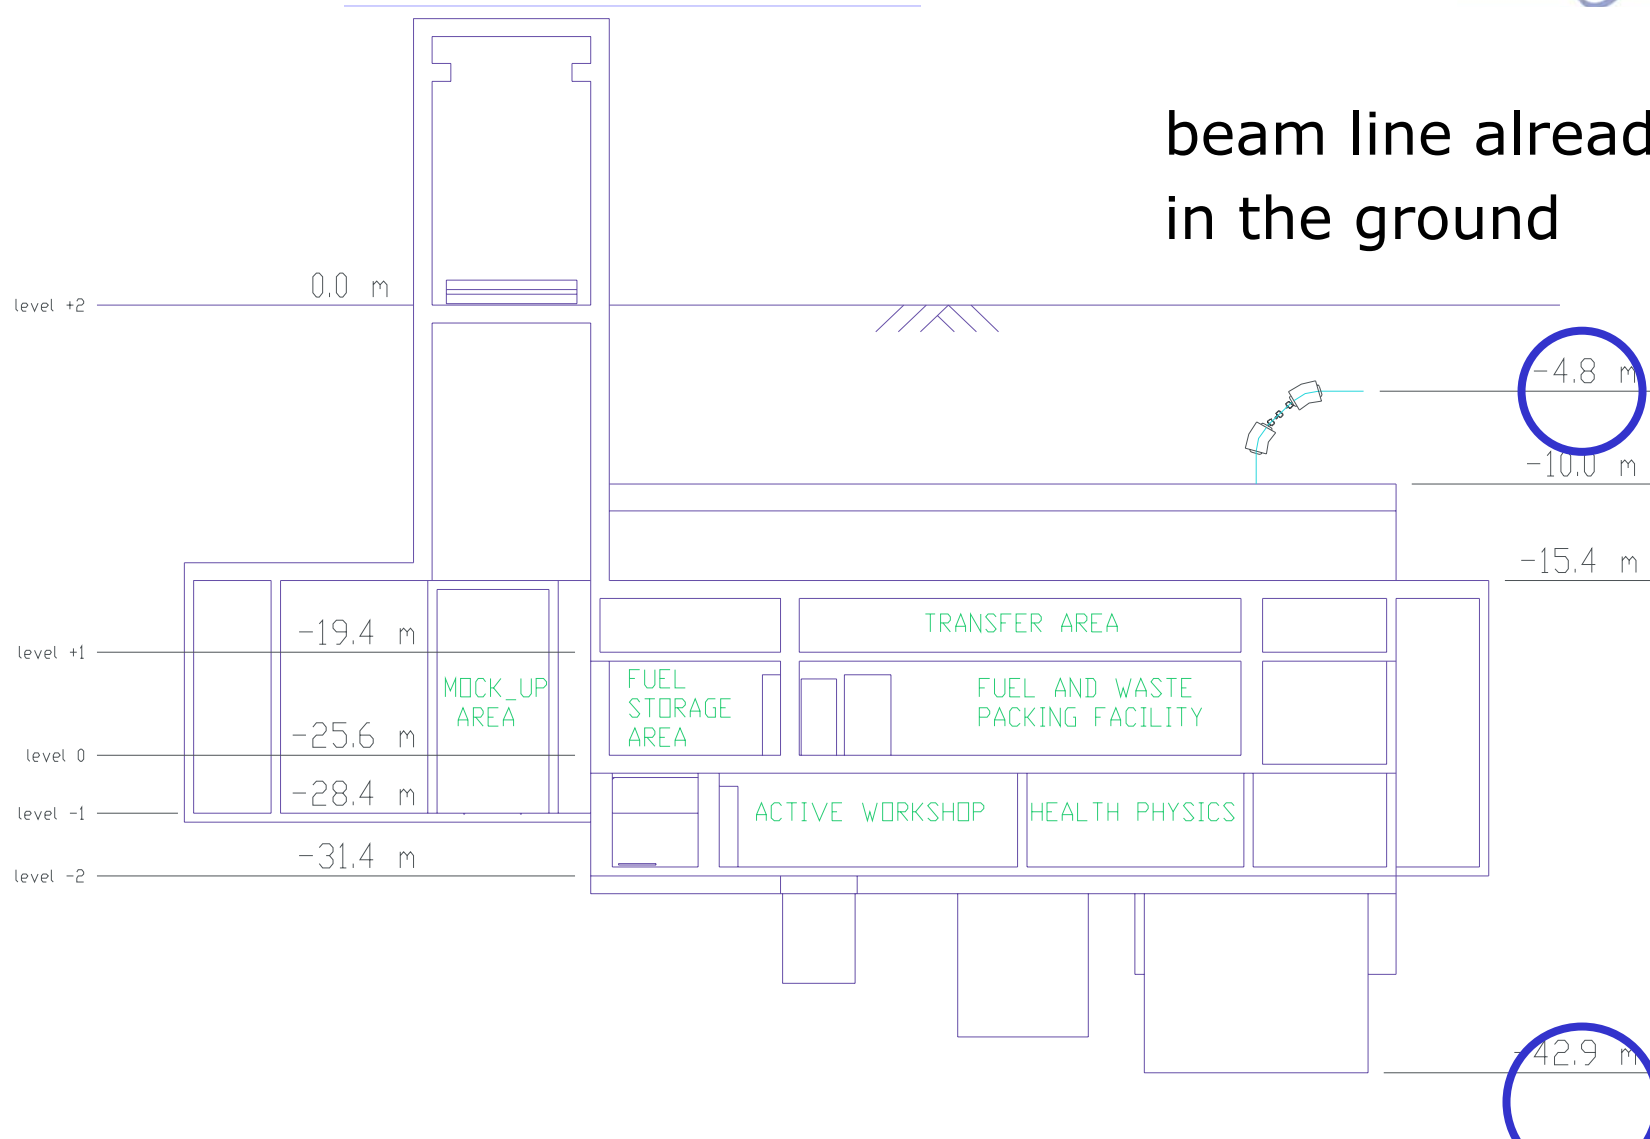 beam line alread
in the ground
0.0 m
level +2
-4.8 m
-10.0 m
-15.4 m
-19.4 m
level +1
TRANSFER AREA
MOCK_UP
AREA
FUEL
STORAGE
AREA
FUEL AND WASTE
PACKING FACILITY
-25.6 m
level 0
-28.4 m
level -1
ACTIVE WORKSHOP
HEALTH PHYSICS
-31.4 m
level -2
-42.9 m